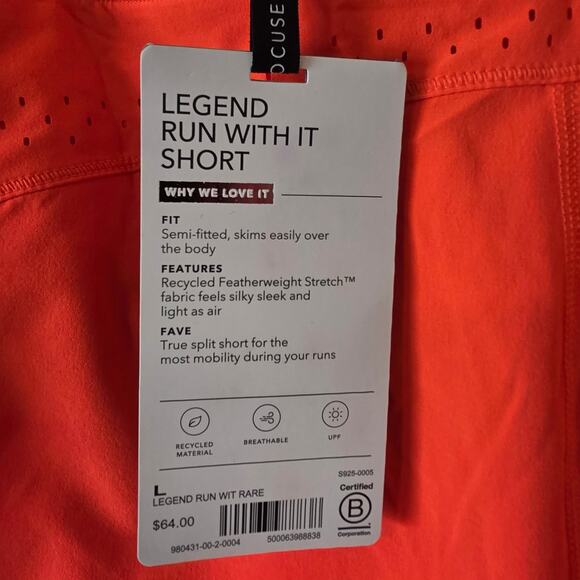 OCUSE
LEGEND
RUN WITH IT
SHORT
WHY WE LOVE IT
FIT
Semi-fitted, skims easily over
the body
FEATURES
Recycled Featherweight Stretch™
fabric feels silky sleek and
light as air
FAVE
True split short for the
most mobility during your runs
RECYCLED
MATERIAL
BREATHABLE
UPF
S925-0005
L
LEGEND RUN WIT RARE
$64.00
980431-00-2-0004
500063988838
Certified
B
Corporation